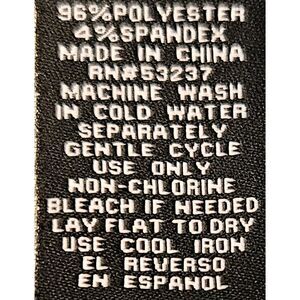 96%POLYESTER
4%SPANDEX
MADE IN CHINA
RN#53237
MACHINE WASH
IN COLD WATER
SEPARATELY
GENTLE CYCLE
USE ONLY
NON-CHLORINE
BLEACH IF NEEDED
LAY FLAT TO DRY
USE COOL IRON
EL REVERSO
EN ESPANOL